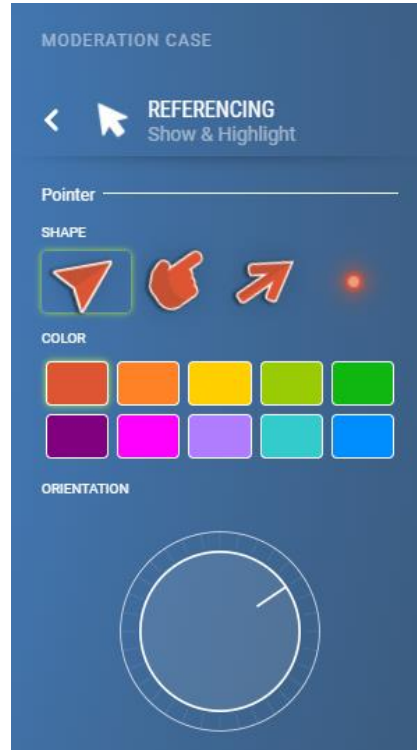 MODERATION CASE
REFERENCING
Show & Highlight
Pointer
SHAPE
COLOR
ORIENTATION